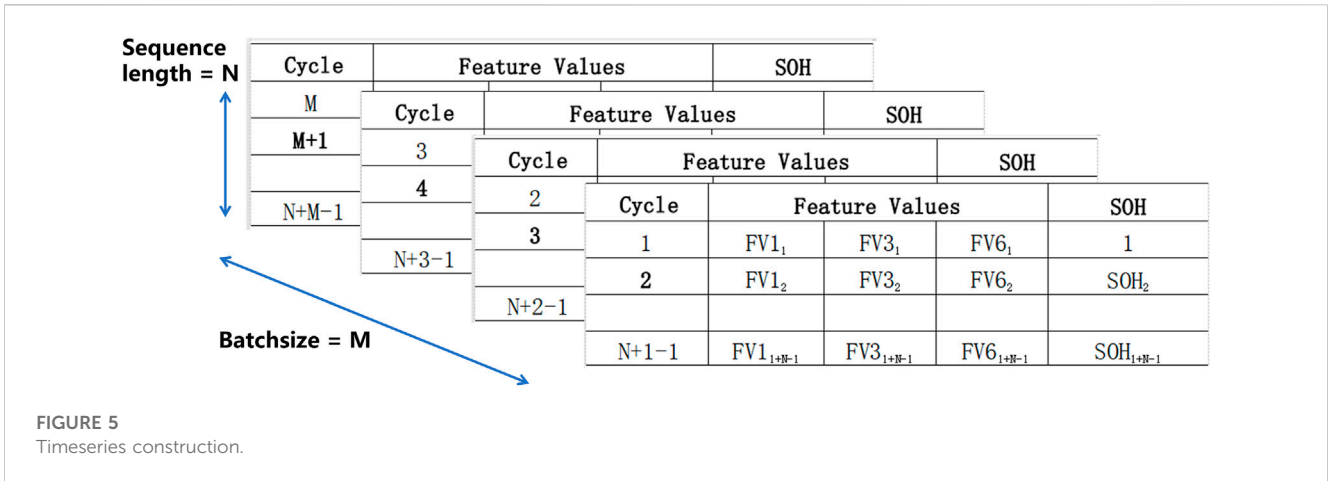 Sequence
length = N
Cycle Feature Values SOH
M
M+1
N+M-1
Cycle Feature Values SOH
3
4
N+3-1
Cycle Feature Values SOH
2
3
N+2-1
Cycle Feature Values SOH
1 FV1₁ FV3₁ FV6₁ 1
2 FV1₂ FV3₂ FV6₂ SOH₂
N+1-1 FV1₁₊N₋₁ FV3₁₊N₋₁ FV6₁₊N₋₁ SOH₁₊N₋₁
Batchsize = M
FIGURE 5
Timeseries construction.